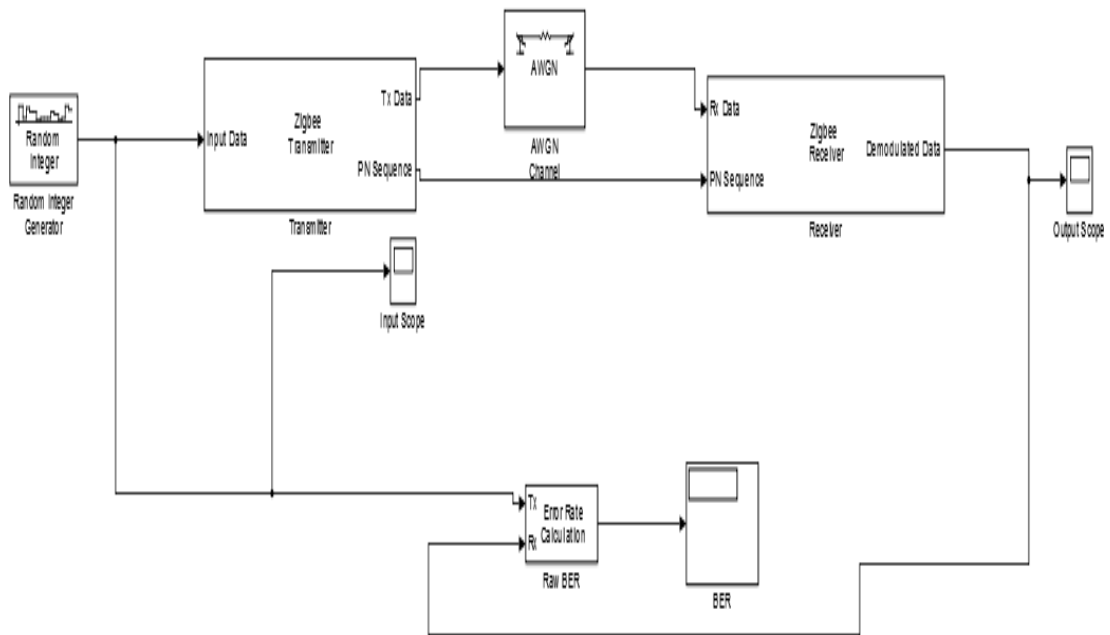 Random
Integer
Random Integer
Generator
Input Data
Zigbee
Transmitter
Tx Data
PN Sequence
Transmitter
AWGN
AWGN
Channel
Rx Data
PN Sequence
Zigbee
Receiver
Demodulated Data
Receiver
Output Scope
Input Scope
Tx
Rx
Error Rate
Calculation
Raw BER
BER